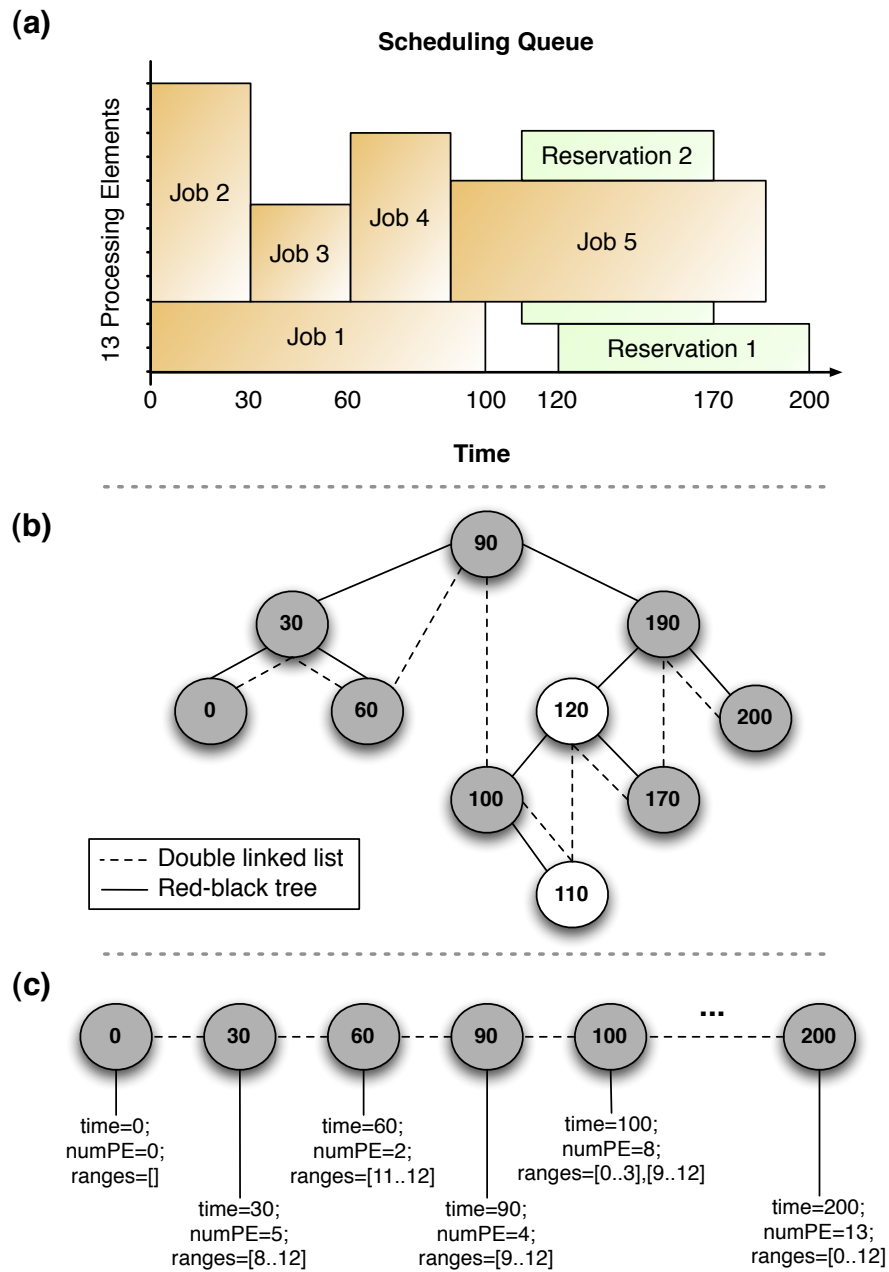 (a)
Scheduling Queue
13 Processing Elements
Job 2
Job 3
Job 4
Reservation 2
Job 5
Job 1
Reservation 1
0 30 60 100 120 170 200
Time
(b)
90
30
190
0
60
120
200
100
170
110
Double linked list
Red-black tree
(c)
...
0 30 60 90 100 200
time=0;
numPE=0;
ranges=[]
time=30;
numPE=5;
ranges=[8..12]
time=60;
numPE=2;
ranges=[11..12]
time=90;
numPE=4;
ranges=[9..12]
time=100;
numPE=8;
ranges=[0..3],[9..12]
time=200;
numPE=13;
ranges=[0..12]